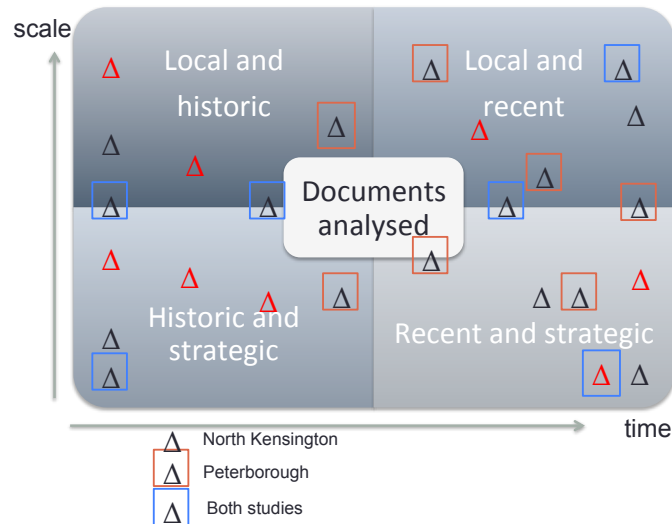 scale
Local and
historic
Local and
recent
Documents
analysed
Historic and
strategic
Recent and strategic
time
Δ North Kensington
Δ Peterborough
Δ Both studies